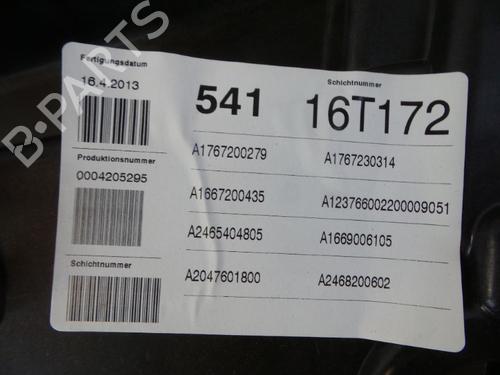 Fertigungsdatum
16.4.2013
541
Schichtnummer
16T172
Produktionsnummer
0004205295
Schichtnummer
A1767200279 A1767230314
A1667200435 A123766002200009051
A2465404805 A1669006105
A2047601800 A2468200602
B-PARTS